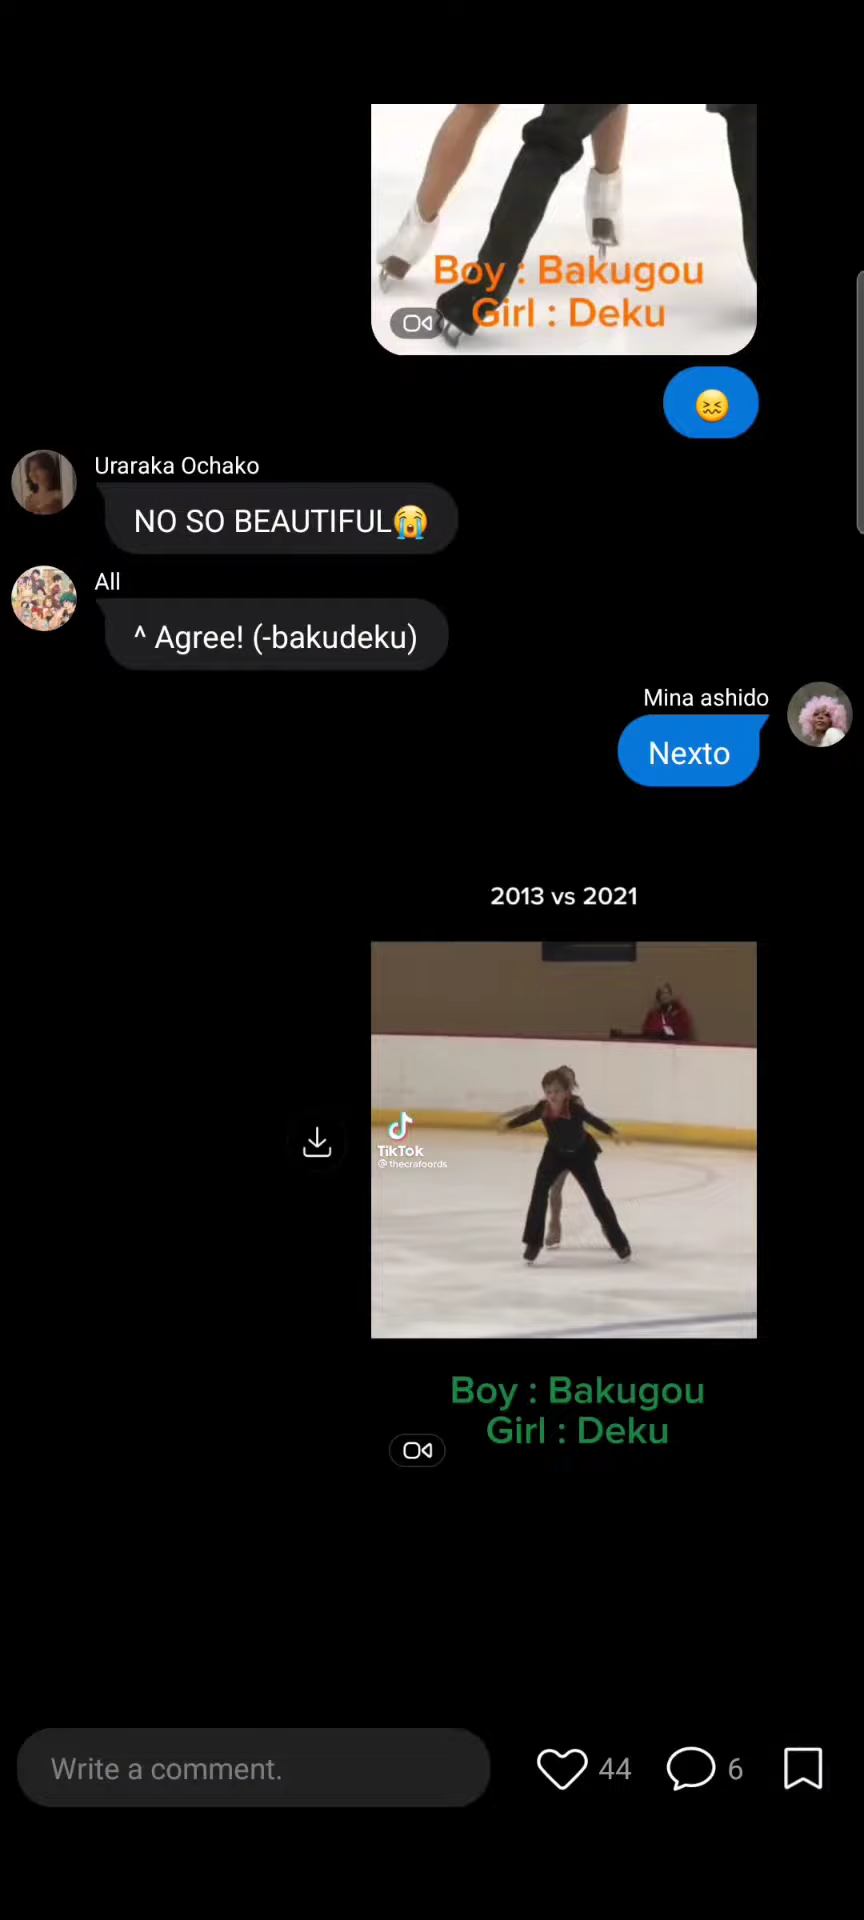 Boy : Bakugou
Girl : Deku
😖
Uraraka Ochako
NO SO BEAUTIFUL😭
All
^ Agree! (-bakudeku)
Mina ashido
Nexto
2013 vs 2021
TikTok
@thecrafoords
Boy : Bakugou
Girl : Deku
Write a comment.
44
6